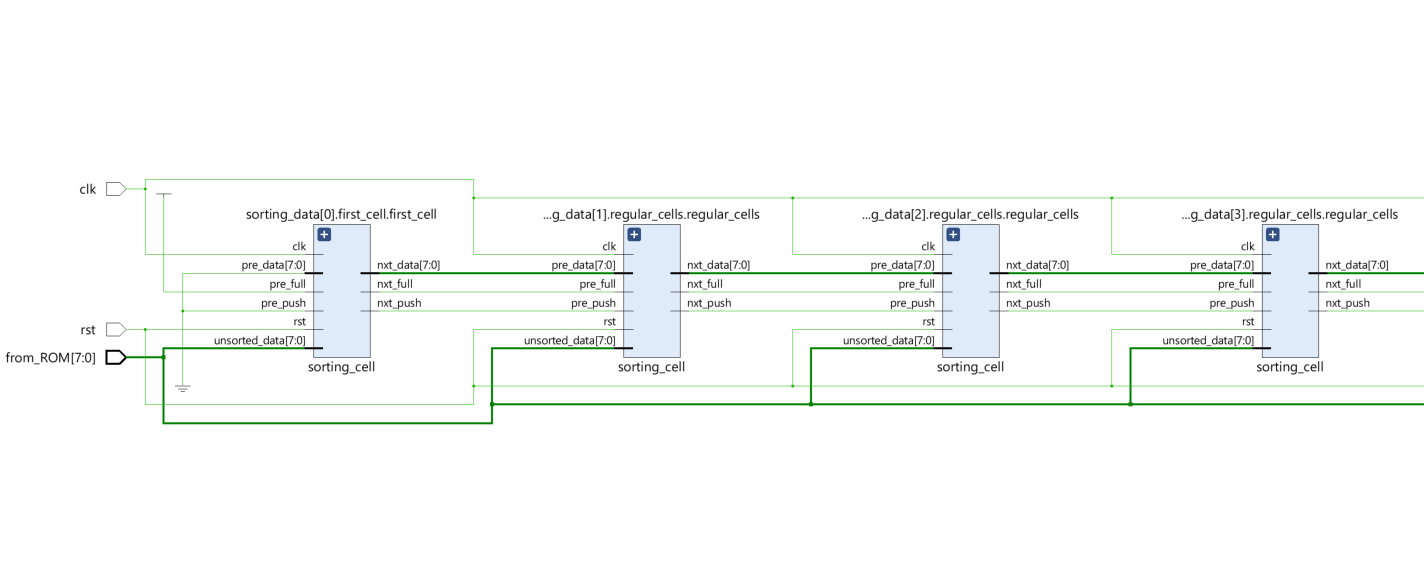 clk
sorting_data[0].first_cell.first_cell
...g_data[1].regular_cells.regular_cells
...g_data[2].regular_cells.regular_cells
...g_data[3].regular_cells.regular_cells
clk
clk
clk
clk
pre_data[7:0]
nxt_data[7:0]
pre_data[7:0]
nxt_data[7:0]
pre_data[7:0]
nxt_data[7:0]
pre_data[7:0]
nxt_data[7:0]
pre_full
nxt_full
pre_full
nxt_full
pre_full
nxt_full
pre_full
nxt_full
pre_push
nxt_push
pre_push
nxt_push
pre_push
nxt_push
pre_push
nxt_push
rst
rst
rst
rst
rst
unsorted_data[7:0]
unsorted_data[7:0]
unsorted_data[7:0]
unsorted_data[7:0]
from_ROM[7:0]
sorting_cell
sorting_cell
sorting_cell
sorting_cell